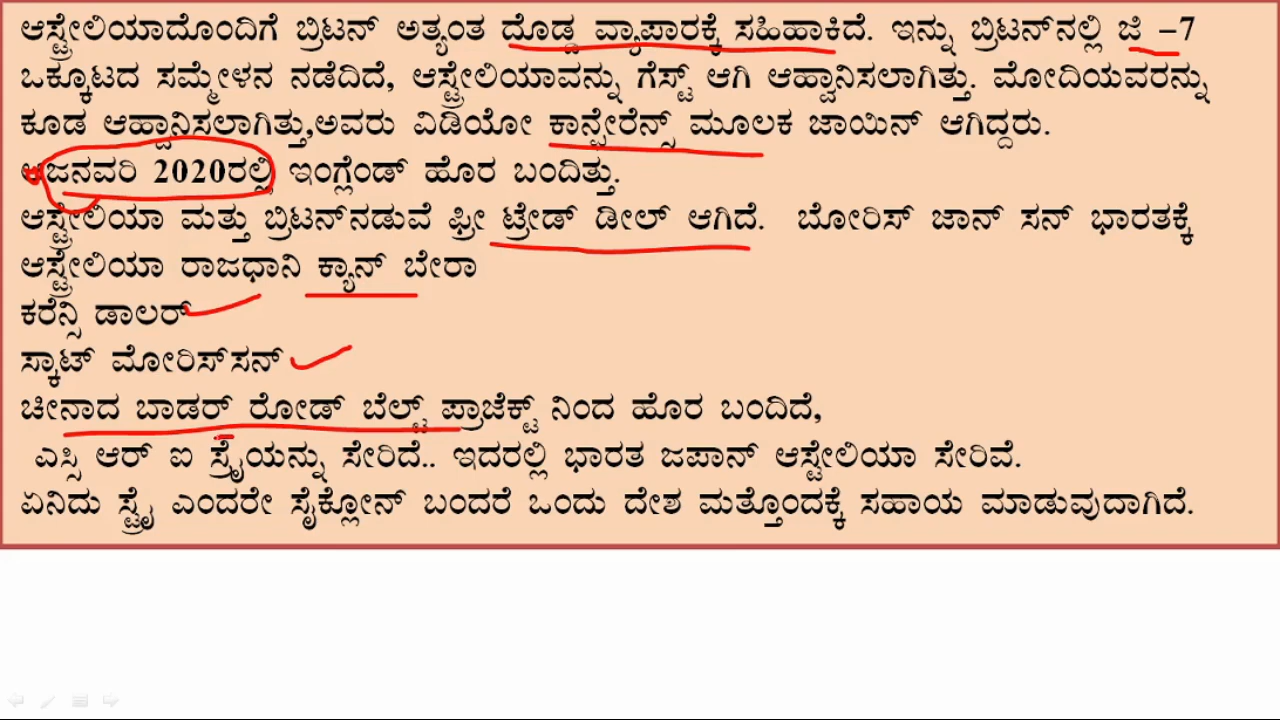 ಆಸ್ಟ್ರೇಲಿಯಾದೊಂದಿಗೆ ಬ್ರಿಟನ್ ಅತ್ಯಂತ ದೊಡ್ಡ ವ್ಯಾಪಾರಕ್ಕೆ ಸಹಿಹಾಕಿದೆ. ಇನ್ನು ಬ್ರಿಟನ್‌ನಲ್ಲಿ ಜಿ –7
ಒಕ್ಕೂಟದ ಸಮ್ಮೇಳನ ನಡೆದಿದೆ, ಆಸ್ಟ್ರೇಲಿಯಾವನ್ನು ಗೆಸ್ಟ್ ಆಗಿ ಆಹ್ವಾನಿಸಲಾಗಿತ್ತು. ಮೋದಿಯವರನ್ನು
ಕೂಡ ಆಹ್ವಾನಿಸಲಾಗಿತ್ತು,ಅವರು ವಿಡಿಯೋ ಕಾನ್ಫೇರೆನ್ಸ್ ಮೂಲಕ ಜಾಯಿನ್ ಆಗಿದ್ದರು.
ಜನವರಿ 2020ರಲ್ಲಿ ಇಂಗ್ಲೆಂಡ್ ಹೊರ ಬಂದಿತ್ತು.
ಆಸ್ಟ್ರೇಲಿಯಾ ಮತ್ತು ಬ್ರಿಟನ್‌ನಡುವೆ ಫ್ರೀ ಟ್ರೇಡ್ ಡೀಲ್ ಆಗಿದೆ. ಬೋರಿಸ್ ಜಾನ್ ಸನ್ ಭಾರತಕ್ಕೆ
ಆಸ್ಟ್ರೇಲಿಯಾ ರಾಜಧಾನಿ ಕ್ಯಾನ್ ಬೇರಾ
ಕರೆನ್ಸಿ ಡಾಲರ್
ಸ್ಕಾಟ್ ಮೋರಿಸ್‌ಸನ್
ಚೀನಾದ ಬಾಡರ್ ರೋಡ್ ಬೆಲ್ಟ್ ಪ್ರಾಜೆಕ್ಟ್ ನಿಂದ ಹೊರ ಬಂದಿದೆ,
ಎಸ್ಸಿ ಆರ್ ಐ ಸ್ರೈಯನ್ನು ಸೇರಿದೆ.. ಇದರಲ್ಲಿ ಭಾರತ ಜಪಾನ್ ಆಸ್ಟೇಲಿಯಾ ಸೇರಿವೆ.
ಏನಿದು ಸ್ಟ್ರೈ ಎಂದರೇ ಸೈಕ್ಲೋನ್ ಬಂದರೆ ಒಂದು ದೇಶ ಮತ್ತೊಂದಕ್ಕೆ ಸಹಾಯ ಮಾಡುವುದಾಗಿದೆ.